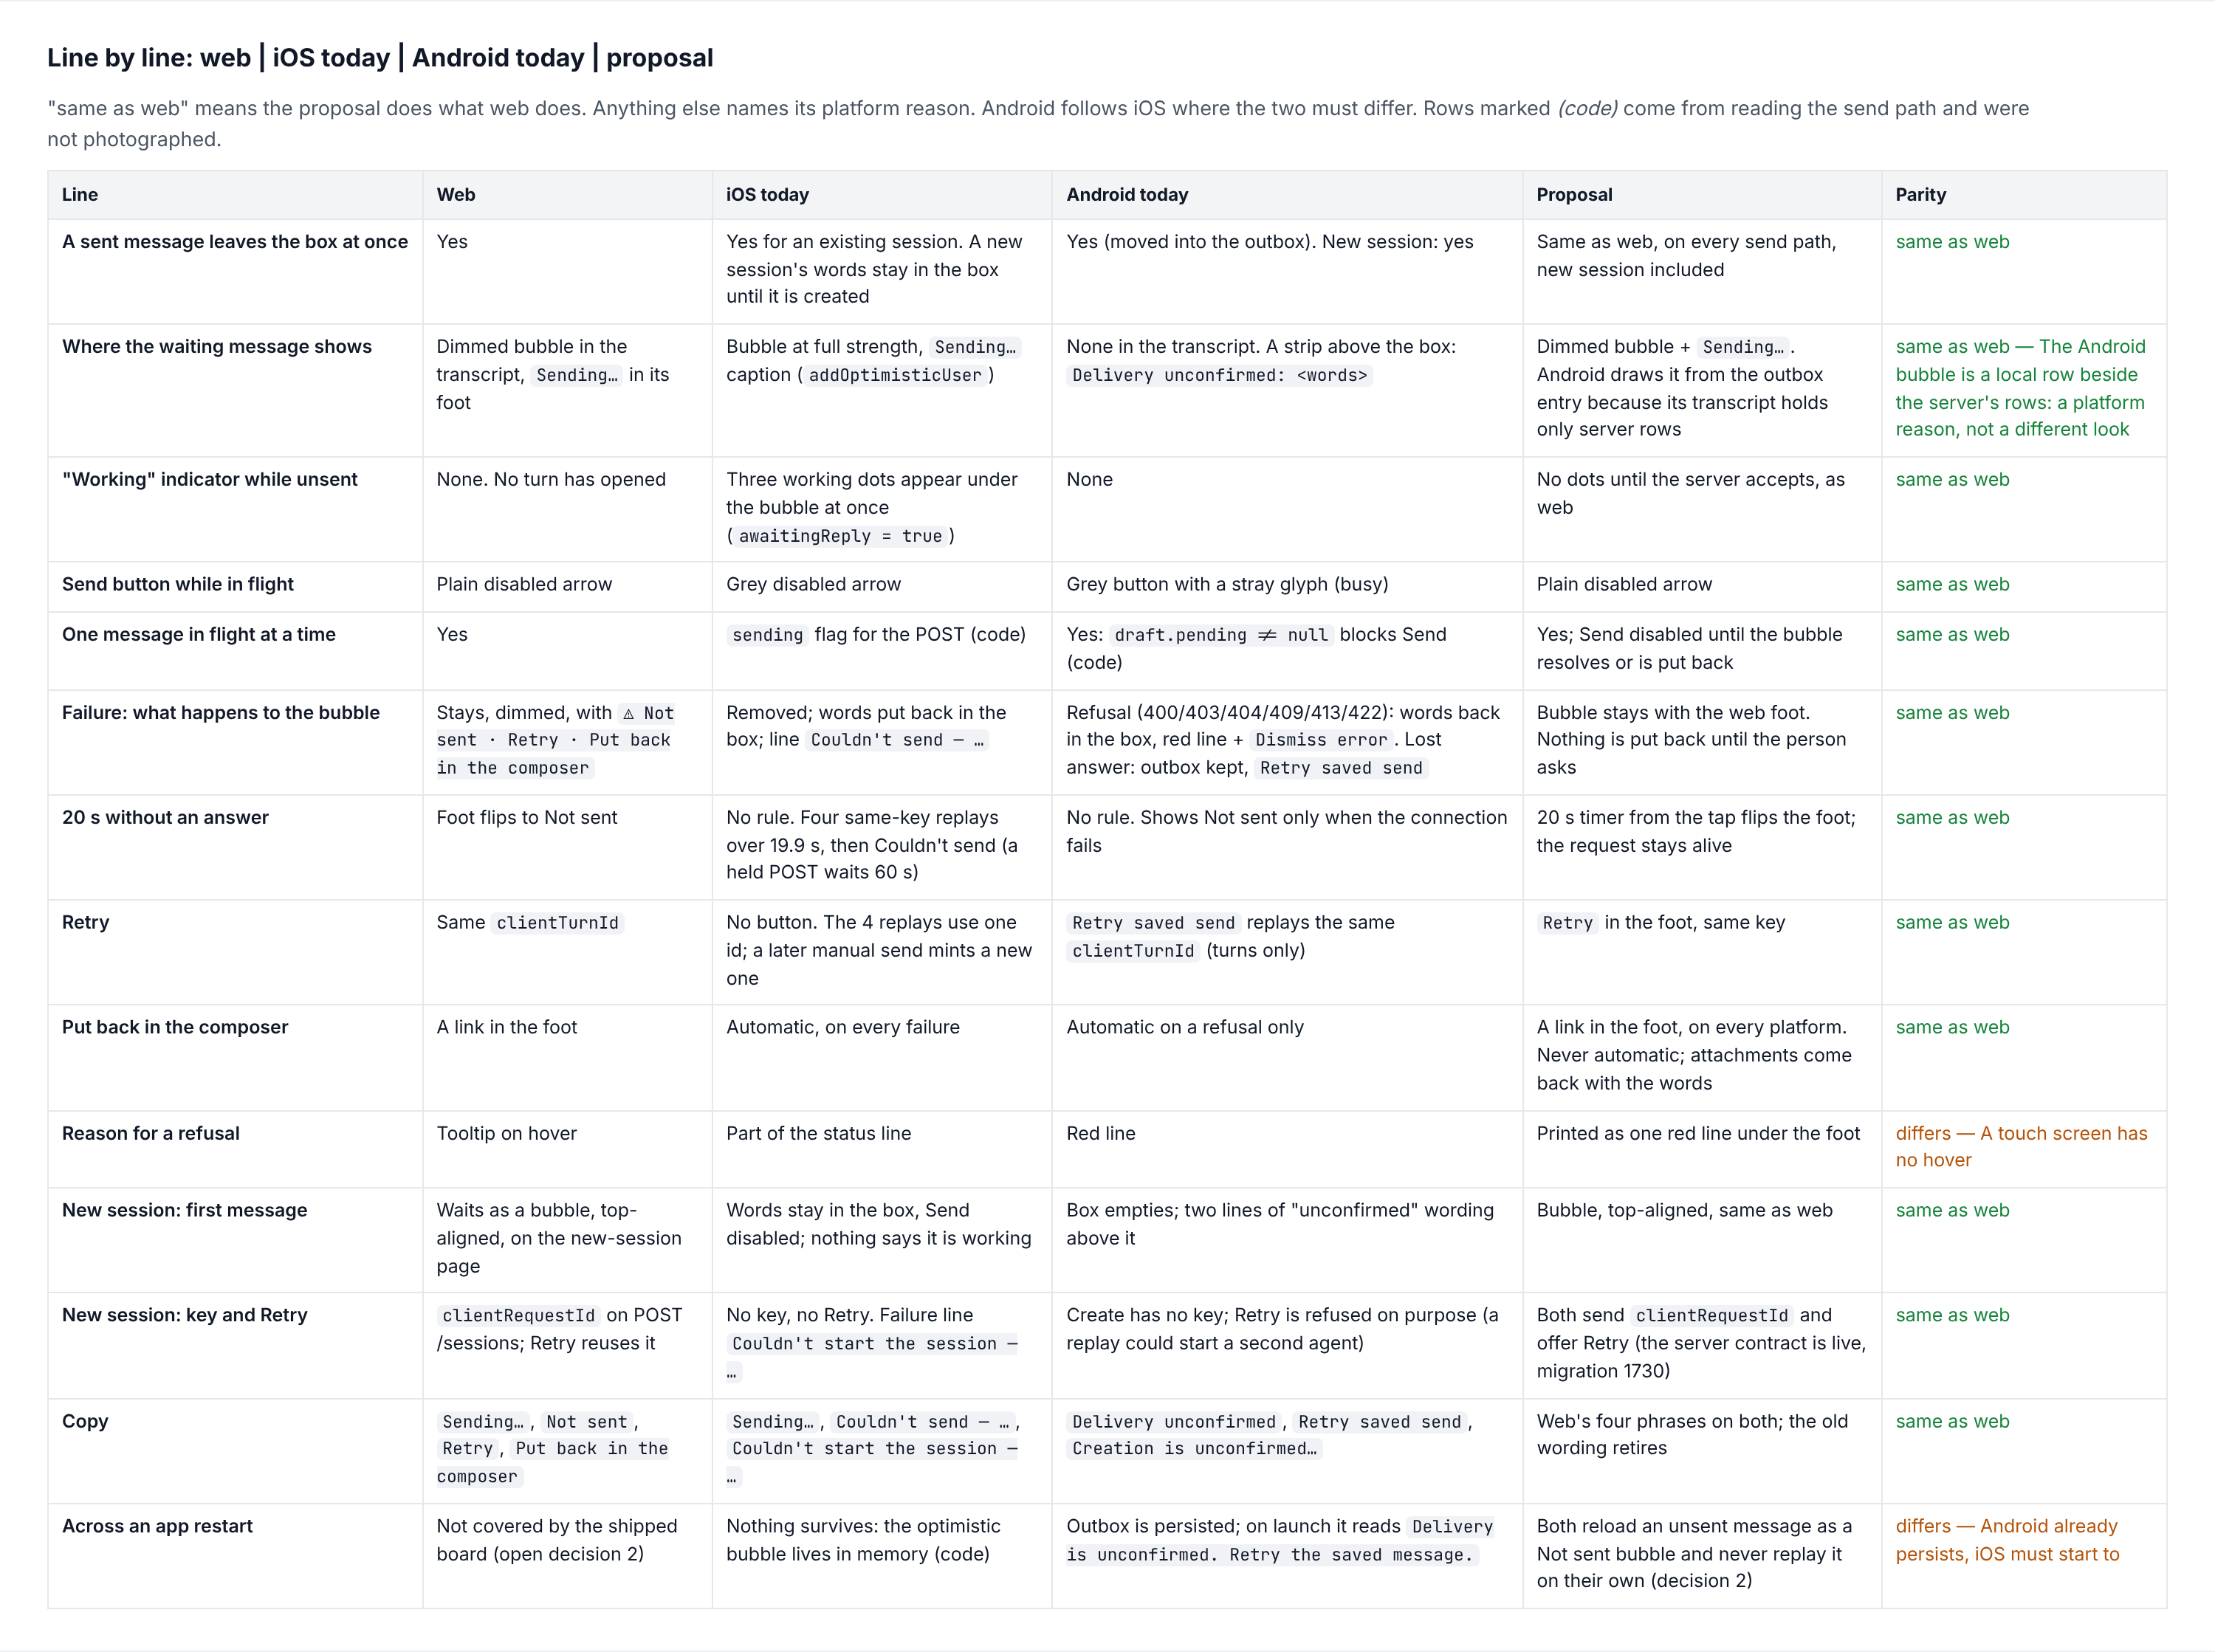 Line by line: web | iOS today | Android today | proposal
"same as web" means the proposal does what web does. Anything else names its platform reason. Android follows iOS where the two must differ. Rows marked (code) come from reading the send path and were
not photographed.
Line
Web
iOS today
Android today
Proposal
Parity
A sent message leaves the box at once
Yes
Yes for an existing session. A new
session's words stay in the box
until it is created
Yes (moved into the outbox). New session: yes
Same as web, on every send path,
new session included
same as web
Where the waiting message shows
Dimmed bubble in the
transcript, Sending… in its
foot
Bubble at full strength, Sending…
caption (addOptimisticUser)
None in the transcript. A strip above the box:
Delivery unconfirmed: <words>
Dimmed bubble + Sending….
Android draws it from the outbox
entry because its transcript holds
only server rows
same as web — The Android
bubble is a local row beside
the server's rows: a platform
reason, not a different look
"Working" indicator while unsent
None. No turn has opened
Three working dots appear under
the bubble at once
(awaitingReply = true)
None
No dots until the server accepts, as
web
same as web
Send button while in flight
Plain disabled arrow
Grey disabled arrow
Grey button with a stray glyph (busy)
Plain disabled arrow
same as web
One message in flight at a time
Yes
sending flag for the POST (code)
Yes: draft.pending ≠ null blocks Send
(code)
Yes; Send disabled until the bubble
resolves or is put back
same as web
Failure: what happens to the bubble
Stays, dimmed, with ⚠ Not
sent · Retry · Put back
in the composer
Removed; words put back in the
box; line Couldn't send — …
Refusal (400/403/404/409/413/422): words back
in the box, red line + Dismiss error. Lost
answer: outbox kept, Retry saved send
Bubble stays with the web foot.
Nothing is put back until the person
asks
same as web
20 s without an answer
Foot flips to Not sent
No rule. Four same-key replays
over 19.9 s, then Couldn't send (a
held POST waits 60 s)
No rule. Shows Not sent only when the connection
fails
20 s timer from the tap flips the foot;
the request stays alive
same as web
Retry
Same clientTurnId
No button. The 4 replays use one
id; a later manual send mints a new
one
Retry saved send replays the same
clientTurnId (turns only)
Retry in the foot, same key
same as web
Put back in the composer
A link in the foot
Automatic, on every failure
Automatic on a refusal only
A link in the foot, on every platform.
Never automatic; attachments come
back with the words
same as web
Reason for a refusal
Tooltip on hover
Part of the status line
Red line
Printed as one red line under the foot
differs — A touch screen has
no hover
New session: first message
Waits as a bubble, top-
aligned, on the new-session
page
Words stay in the box, Send
disabled; nothing says it is working
Box empties; two lines of "unconfirmed" wording
above it
Bubble, top-aligned, same as web
same as web
New session: key and Retry
clientRequestId on POST
/sessions; Retry reuses it
No key, no Retry. Failure line
Couldn't start the session —
…
Create has no key; Retry is refused on purpose (a
replay could start a second agent)
Both send clientRequestId and
offer Retry (the server contract is live,
migration 1730)
same as web
Copy
Sending…, Not sent,
Retry, Put back in the
composer
Sending…, Couldn't send — …,
Couldn't start the session —
…
Delivery unconfirmed, Retry saved send,
Creation is unconfirmed…
Web's four phrases on both; the old
wording retires
same as web
Across an app restart
Not covered by the shipped
board (open decision 2)
Nothing survives: the optimistic
bubble lives in memory (code)
Outbox is persisted; on launch it reads Delivery
is unconfirmed. Retry the saved message.
Both reload an unsent message as a
Not sent bubble and never replay it
on their own (decision 2)
differs — Android already
persists, iOS must start to